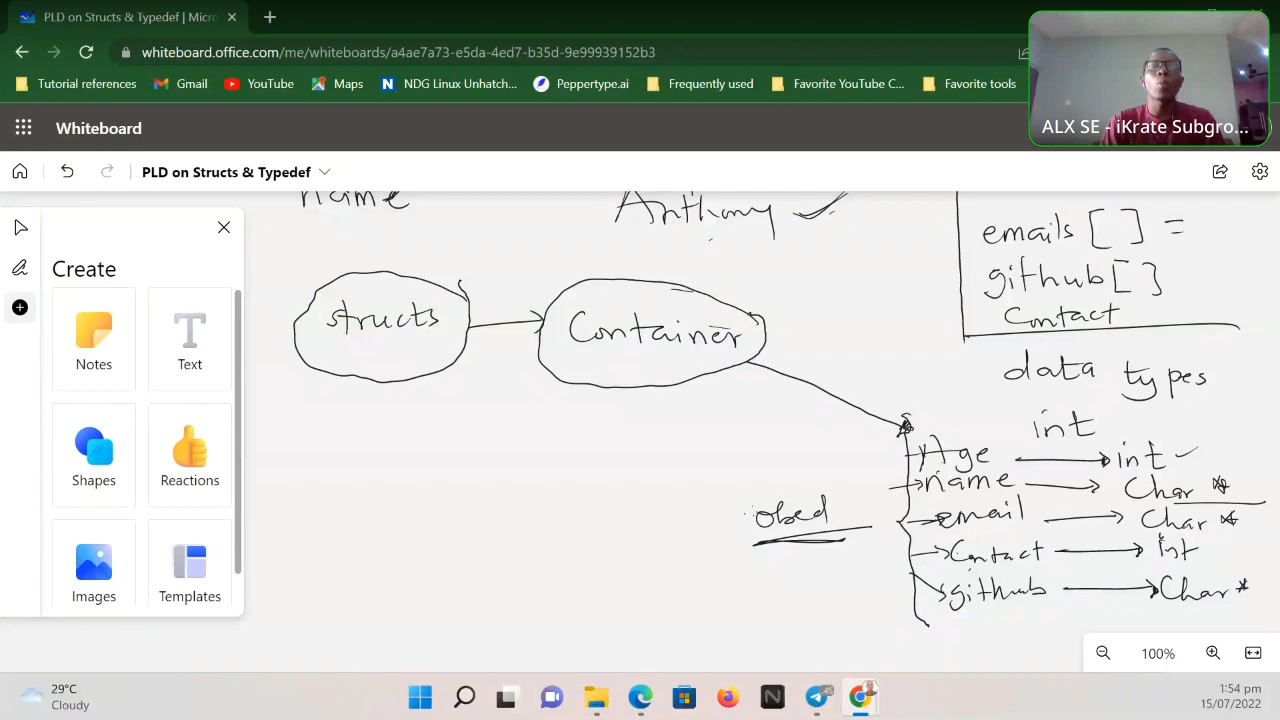 PLD on Structs & Typedef | Micr
whiteboard.office.com/me/whiteboards/a4ae7a73-e5da-4ed7-b35d-9e99939152b3
Tutorial references
Gmail
YouTube
Maps
NDG Linux Unhatch...
Peppertype.ai
Frequently used
Favorite YouTube C...
Favorite tools
ALX SE - iKrate Subgro...
Whiteboard
PLD on Structs & Typedef
name
Anthony
emails [ ] =
github [ ]
Contact
Create
Notes
Text
Shapes
Reactions
Images
Templates
structs
Container
data types
int
Age int
name Char *
email Char *
Contact int
github Char *
obed
100%
29°C
Cloudy
45
1:54 pm
15/07/2022